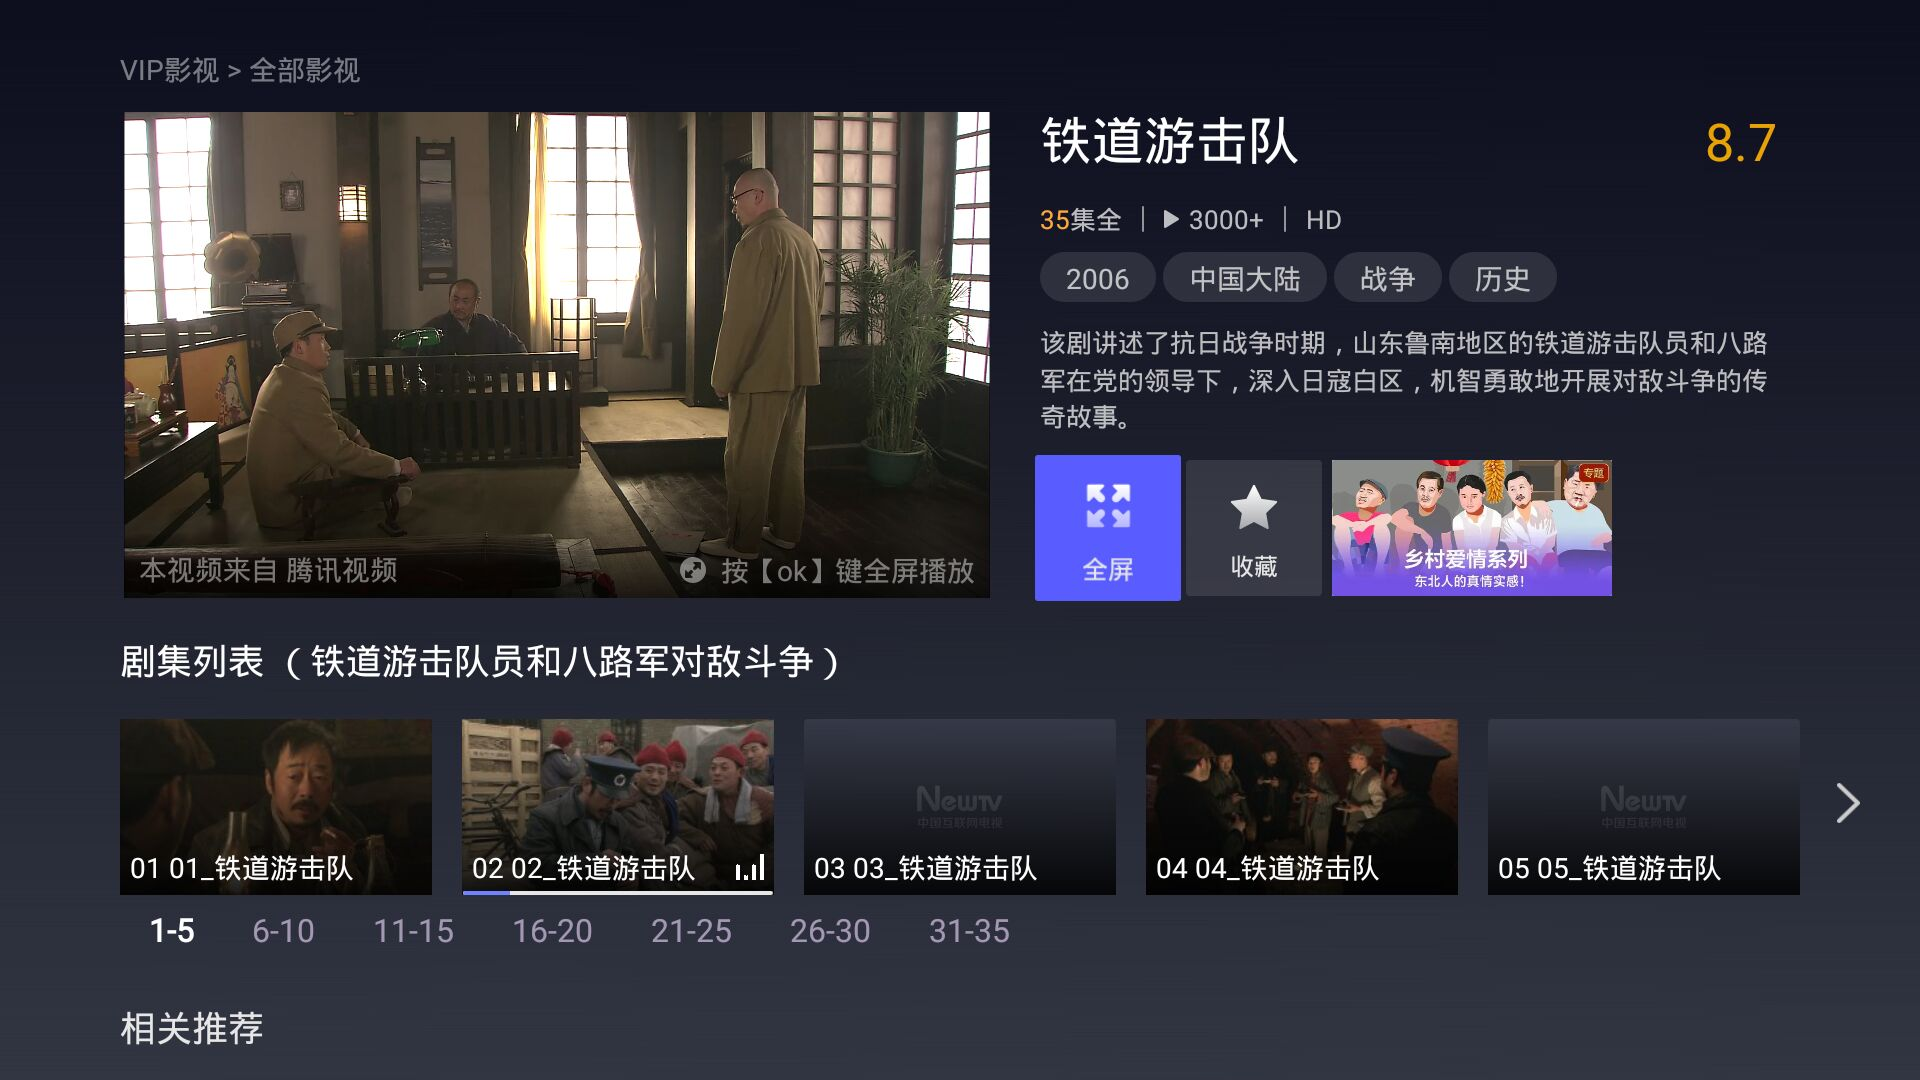 VIP影视 > 全部影视
铁道游击队
8.7
35集全 | 3000+ | HD
2006 中国大陆 战争 历史
该剧讲述了抗日战争时期，山东鲁南地区的铁道游击队员和八路
军在党的领导下，深入日寇白区，机智勇敢地开展对敌斗争的传
奇故事。
本视频来自 腾讯视频
按【ok】键全屏播放
全屏
收藏
专题
乡村爱情系列
东北人的真情实感！
剧集列表（铁道游击队员和八路军对敌斗争）
01 01_铁道游击队
02 02_铁道游击队
NewTV
中国互联网电视
03 03_铁道游击队
04 04_铁道游击队
NewTV
中国互联网电视
05 05_铁道游击队
1-5 6-10 11-15 16-20 21-25 26-30 31-35
相关推荐